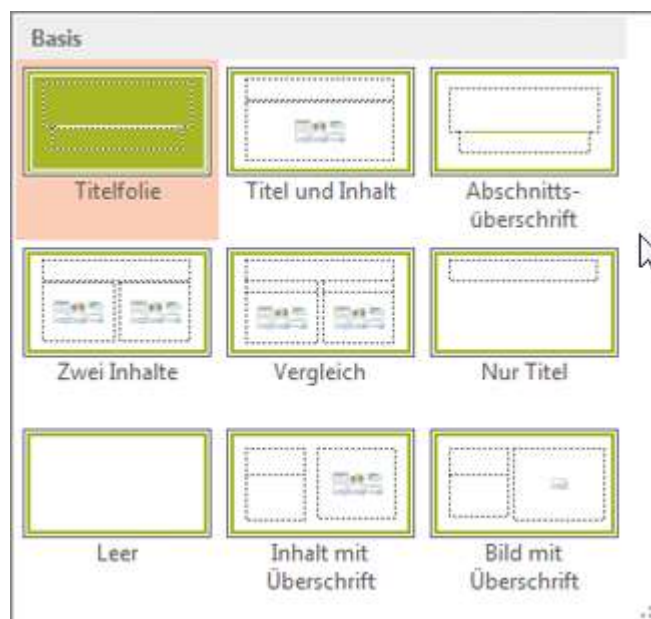 Basis
Titelfolie
Titel und Inhalt
Abschnitts-
überschrift
Zwei Inhalte
Vergleich
Nur Titel
Leer
Inhalt mit
Überschrift
Bild mit
Überschrift